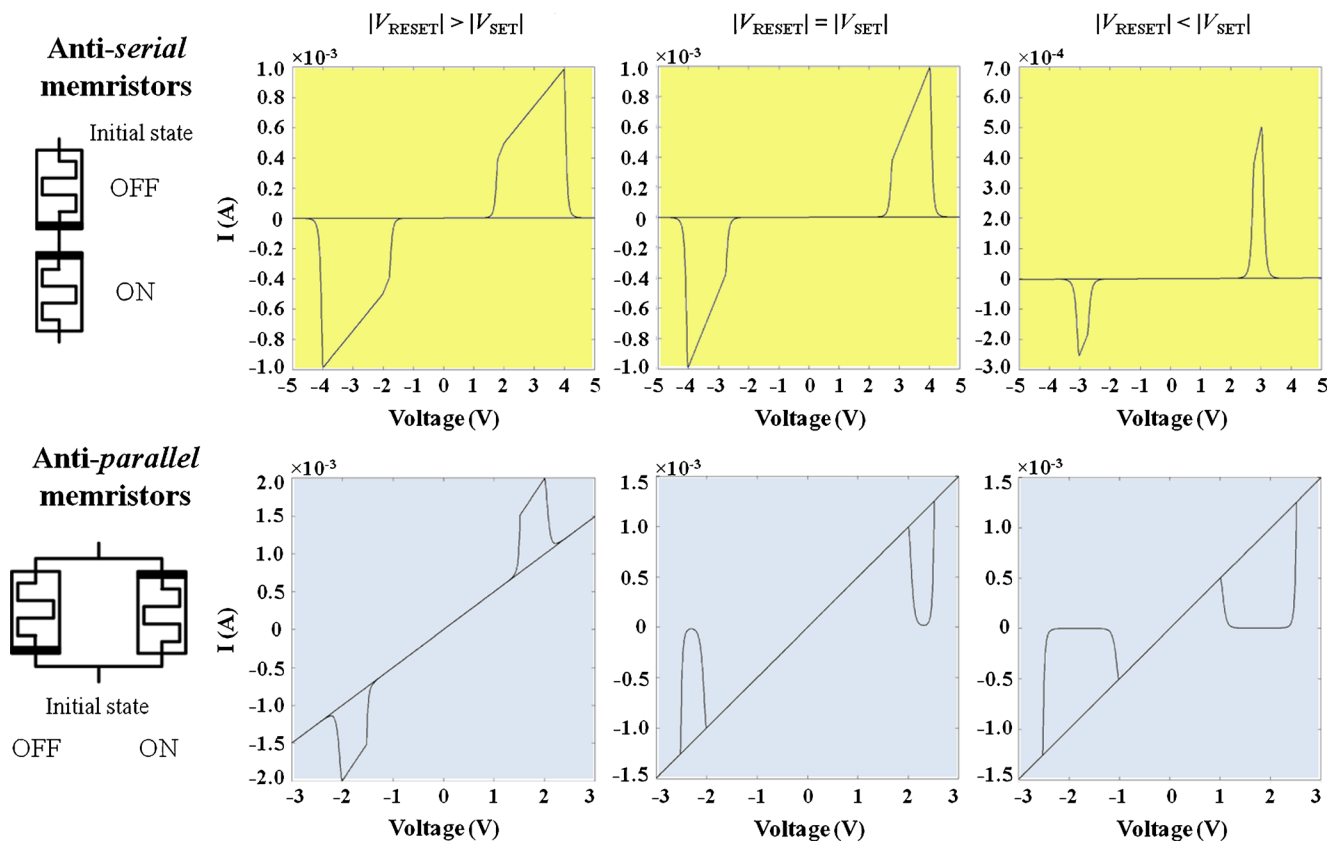 |V_RESET| > |V_SET|
|V_RESET| = |V_SET|
|V_RESET| < |V_SET|
Anti-serial
memristors
Initial state
OFF
ON
×10⁻³
1.0
0.8
0.6
0.4
0.2
0
-0.2
-0.4
-0.6
-0.8
-1.0
I (A)
-5 -4 -3 -2 -1 0 1 2 3 4 5
Voltage (V)
×10⁻³
1.0
0.8
0.6
0.4
0.2
0
-0.2
-0.4
-0.6
-0.8
-1.0
-5 -4 -3 -2 -1 0 1 2 3 4 5
Voltage (V)
×10⁻⁴
7.0
6.0
5.0
4.0
3.0
2.0
1.0
0
-1.0
-2.0
-3.0
-5 -4 -3 -2 -1 0 1 2 3 4 5
Voltage (V)
Anti-parallel
memristors
Initial state
OFF ON
×10⁻³
2.0
1.5
1.0
0.5
0
-0.5
-1.0
-1.5
-2.0
I (A)
-3 -2 -1 0 1 2 3
Voltage (V)
×10⁻³
1.5
1.0
0.5
0
-0.5
-1.0
-1.5
-3 -2 -1 0 1 2 3
Voltage (V)
×10⁻³
1.5
1.0
0.5
0
-0.5
-1.0
-1.5
-3 -2 -1 0 1 2 3
Voltage (V)